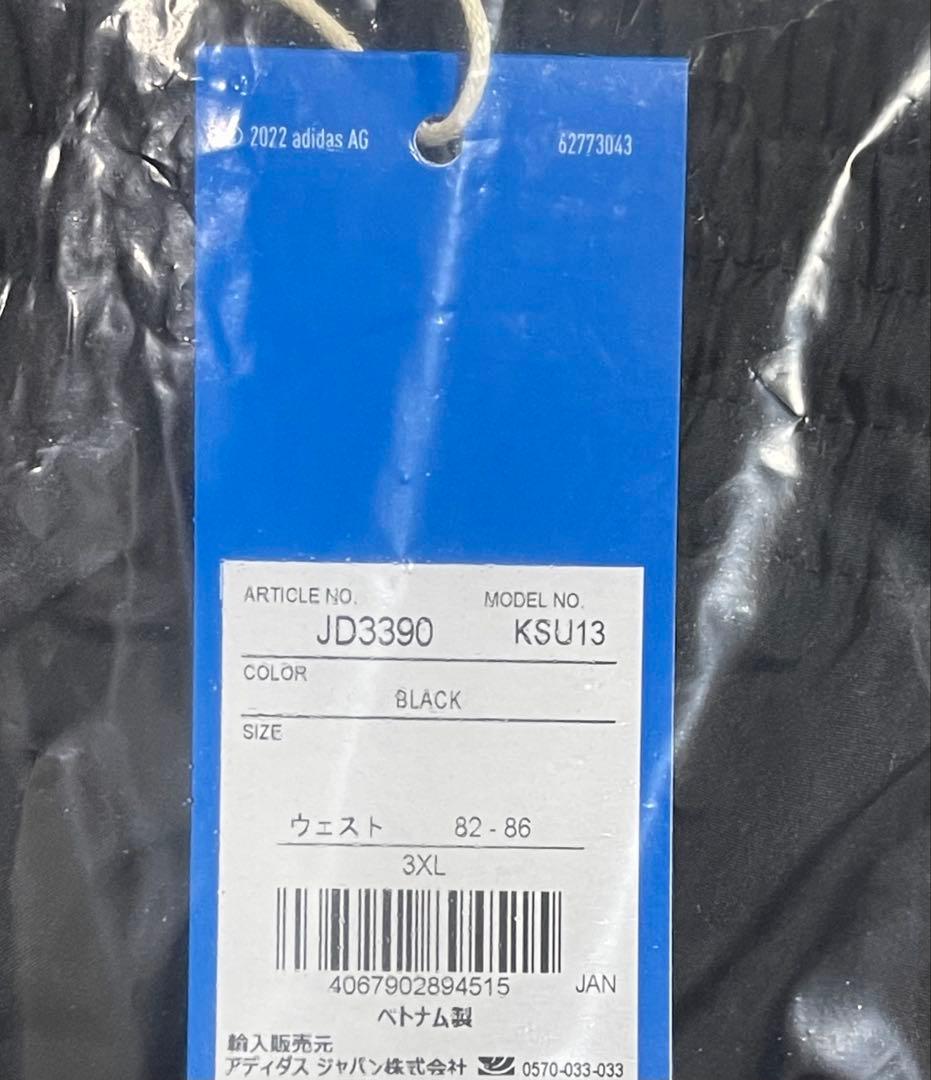 © 2022 adidas AG 62773043
ARTICLE NO. MODEL NO.
JD3390 KSU13
COLOR
BLACK
SIZE
ウェスト 82 - 86
3XL
4067902894515 JAN
ベトナム製
輸入販売元
アディダス ジャパン株式会社 0570-033-033